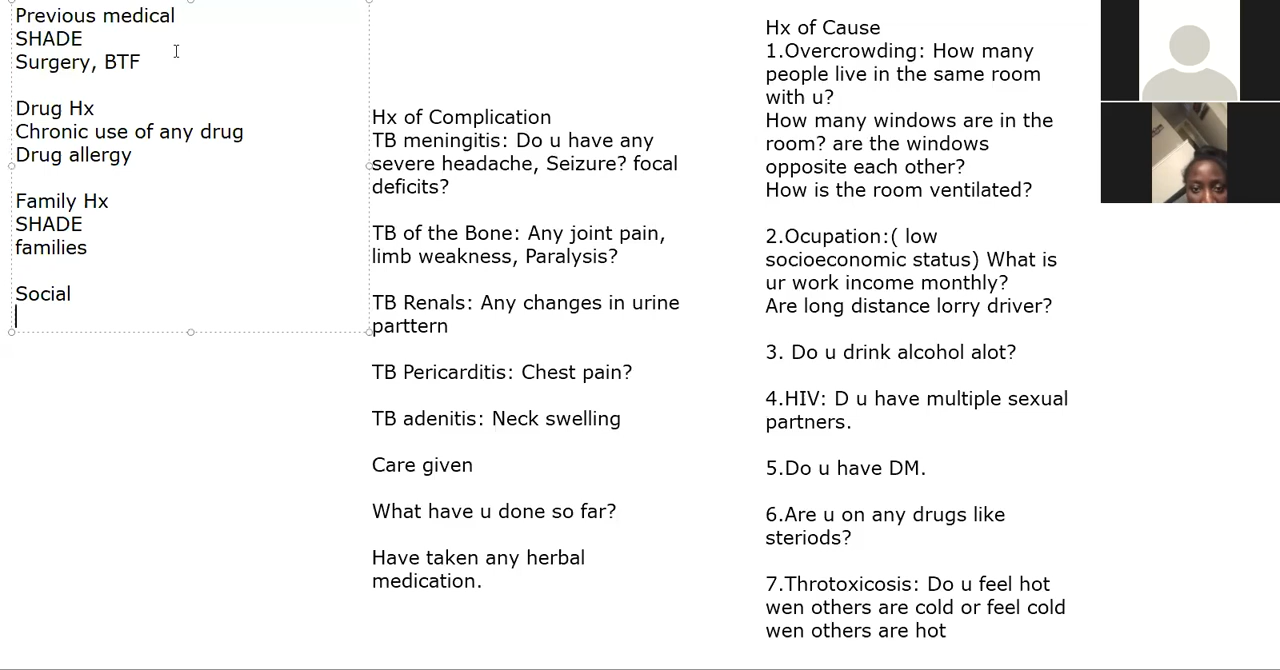 Previous medical
SHADE
Surgery, BTF
Drug Hx
Chronic use of any drug
Drug allergy
Family Hx
SHADE
families
Social
Hx of Complication
TB meningitis: Do u have any
severe headache, Seizure? focal
deficits?
TB of the Bone: Any joint pain,
limb weakness, Paralysis?
TB Renals: Any changes in urine
parttern
TB Pericarditis: Chest pain?
TB adenitis: Neck swelling
Care given
What have u done so far?
Have taken any herbal
medication.
Hx of Cause
1.Overcrowding: How many
people live in the same room
with u?
How many windows are in the
room? are the windows
opposite each other?
How is the room ventilated?
2.Ocupation:( low
socioeconomic status) What is
ur work income monthly?
Are long distance lorry driver?
3. Do u drink alcohol alot?
4.HIV: D u have multiple sexual
partners.
5.Do u have DM.
6.Are u on any drugs like
steriods?
7.Throtoxicosis: Do u feel hot
wen others are cold or feel cold
wen others are hot